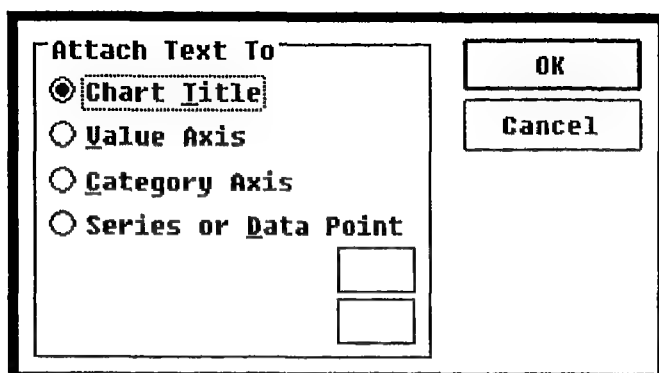 Attach Text To
Chart Title
Value Axis
Category Axis
Series or Data Point
OK
Cancel